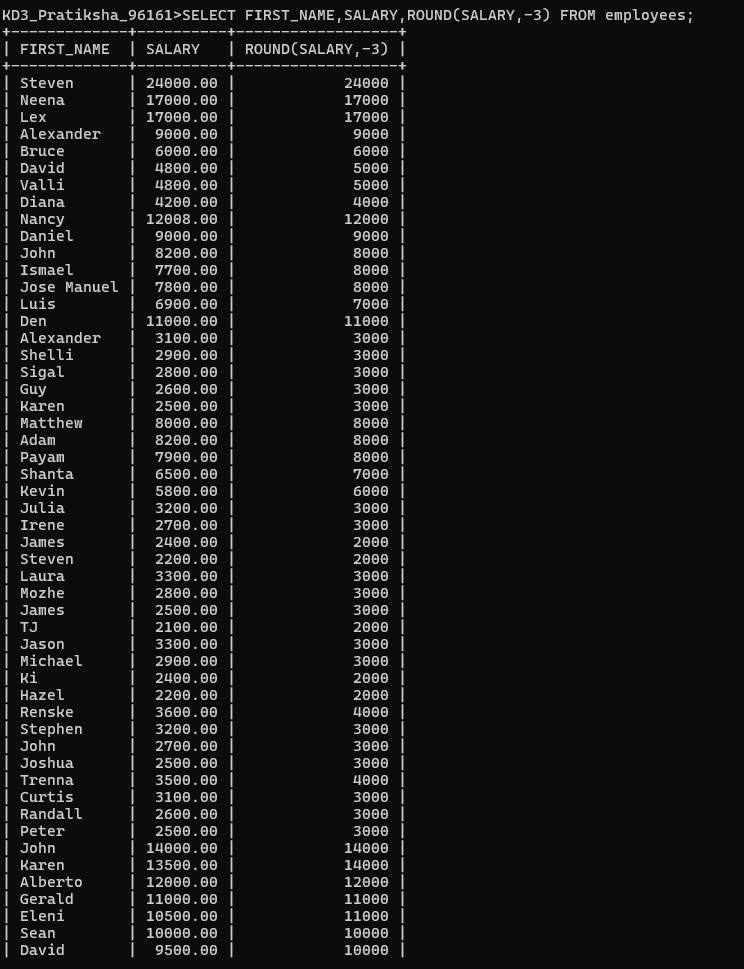 KD3_Pratiksha_96161>SELECT FIRST_NAME,SALARY,ROUND(SALARY,-3) FROM employees;
+-------------+----------+------------------+
| FIRST_NAME  | SALARY   | ROUND(SALARY,-3) |
+-------------+----------+------------------+
| Steven      | 24000.00 |            24000 |
| Neena       | 17000.00 |            17000 |
| Lex         | 17000.00 |            17000 |
| Alexander   |  9000.00 |             9000 |
| Bruce       |  6000.00 |             6000 |
| David       |  4800.00 |             5000 |
| Valli       |  4800.00 |             5000 |
| Diana       |  4200.00 |             4000 |
| Nancy       | 12008.00 |            12000 |
| Daniel      |  9000.00 |             9000 |
| John        |  8200.00 |             8000 |
| Ismael      |  7700.00 |             8000 |
| Jose Manuel |  7800.00 |             8000 |
| Luis        |  6900.00 |             7000 |
| Den         | 11000.00 |            11000 |
| Alexander   |  3100.00 |             3000 |
| Shelli      |  2900.00 |             3000 |
| Sigal       |  2800.00 |             3000 |
| Guy         |  2600.00 |             3000 |
| Karen       |  2500.00 |             3000 |
| Matthew     |  8000.00 |             8000 |
| Adam        |  8200.00 |             8000 |
| Payam       |  7900.00 |             8000 |
| Shanta      |  6500.00 |             7000 |
| Kevin       |  5800.00 |             6000 |
| Julia       |  3200.00 |             3000 |
| Irene       |  2700.00 |             3000 |
| James       |  2400.00 |             2000 |
| Steven      |  2200.00 |             2000 |
| Laura       |  3300.00 |             3000 |
| Mozhe       |  2800.00 |             3000 |
| James       |  2500.00 |             3000 |
| TJ          |  2100.00 |             2000 |
| Jason       |  3300.00 |             3000 |
| Michael     |  2900.00 |             3000 |
| Ki          |  2400.00 |             2000 |
| Hazel       |  2200.00 |             2000 |
| Renske      |  3600.00 |             4000 |
| Stephen     |  3200.00 |             3000 |
| John        |  2700.00 |             3000 |
| Joshua      |  2500.00 |             3000 |
| Trenna      |  3500.00 |             4000 |
| Curtis      |  3100.00 |             3000 |
| Randall     |  2600.00 |             3000 |
| Peter       |  2500.00 |             3000 |
| John        | 14000.00 |            14000 |
| Karen       | 13500.00 |            14000 |
| Alberto     | 12000.00 |            12000 |
| Gerald      | 11000.00 |            11000 |
| Eleni       | 10500.00 |            11000 |
| Sean        | 10000.00 |            10000 |
| David       |  9500.00 |            10000 |